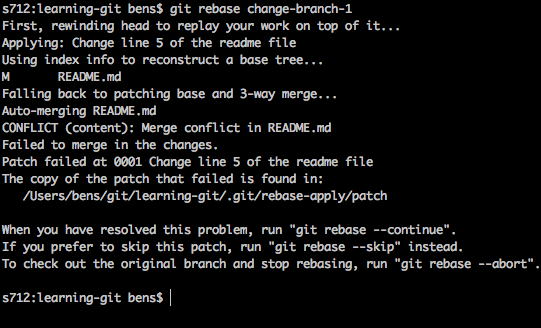 s712:learning-git bens$ git rebase change-branch-1
First, rewinding head to replay your work on top of it...
Applying: Change line 5 of the readme file
Using index info to reconstruct a base tree...
M       README.md
Falling back to patching base and 3-way merge...
Auto-merging README.md
CONFLICT (content): Merge conflict in README.md
Failed to merge in the changes.
Patch failed at 0001 Change line 5 of the readme file
The copy of the patch that failed is found in:
   /Users/bens/git/learning-git/.git/rebase-apply/patch

When you have resolved this problem, run "git rebase --continue".
If you prefer to skip this patch, run "git rebase --skip" instead.
To check out the original branch and stop rebasing, run "git rebase --abort".

s712:learning-git bens$